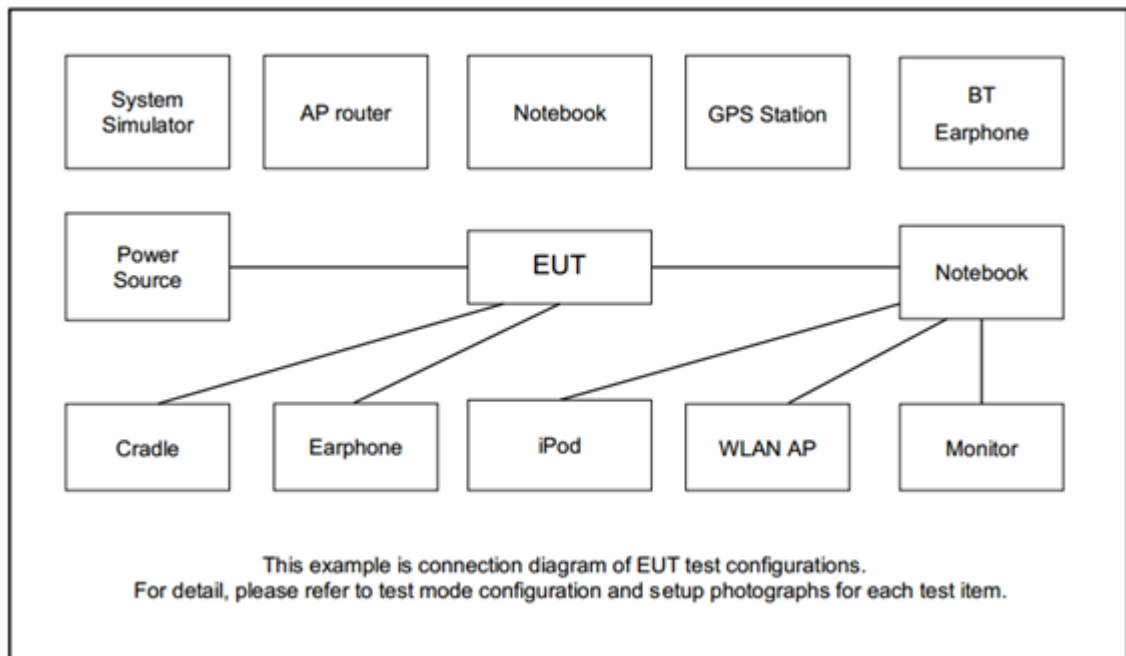 System
Simulator
AP router
Notebook
GPS Station
BT
Earphone
Power
Source
EUT
Notebook
Cradle
Earphone
iPod
WLAN AP
Monitor
This example is connection diagram of EUT test configurations.
For detail, please refer to test mode configuration and setup photographs for each test item.